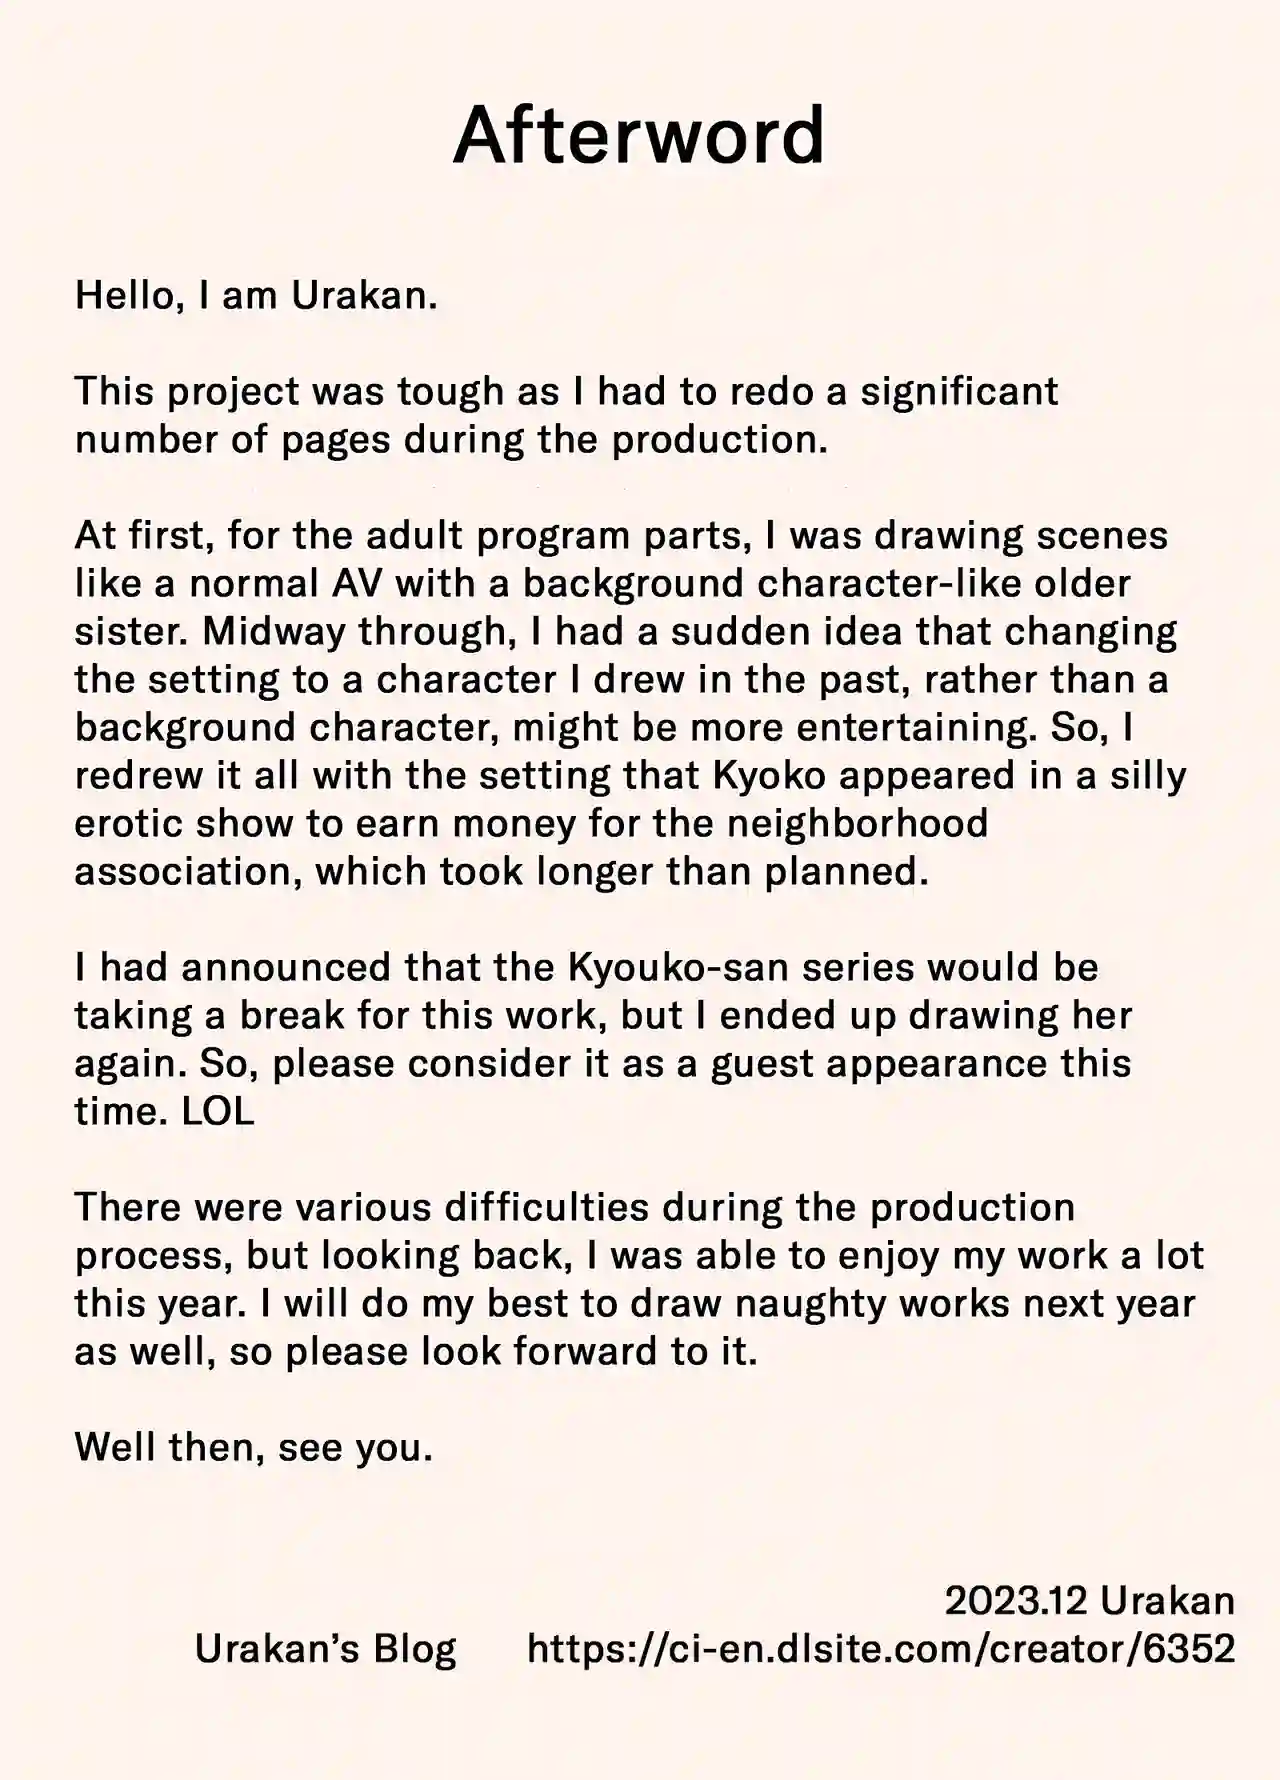 Afterword
Hello, I am Urakan.
This project was tough as I had to redo a significant
number of pages during the production.
At first, for the adult program parts, I was drawing scenes
like a normal AV with a background character-like older
sister. Midway through, I had a sudden idea that changing
the setting to a character I drew in the past, rather than a
background character, might be more entertaining. So, I
redrew it all with the setting that Kyoko appeared in a silly
erotic show to earn money for the neighborhood
association, which took longer than planned.
I had announced that the Kyouko-san series would be
taking a break for this work, but I ended up drawing her
again. So, please consider it as a guest appearance this
time. LOL
There were various difficulties during the production
process, but looking back, I was able to enjoy my work a lot
this year. I will do my best to draw naughty works next year
as well, so please look forward to it.
Well then, see you.
2023.12 Urakan
Urakan's Blog https://ci-en.dlsite.com/creator/6352